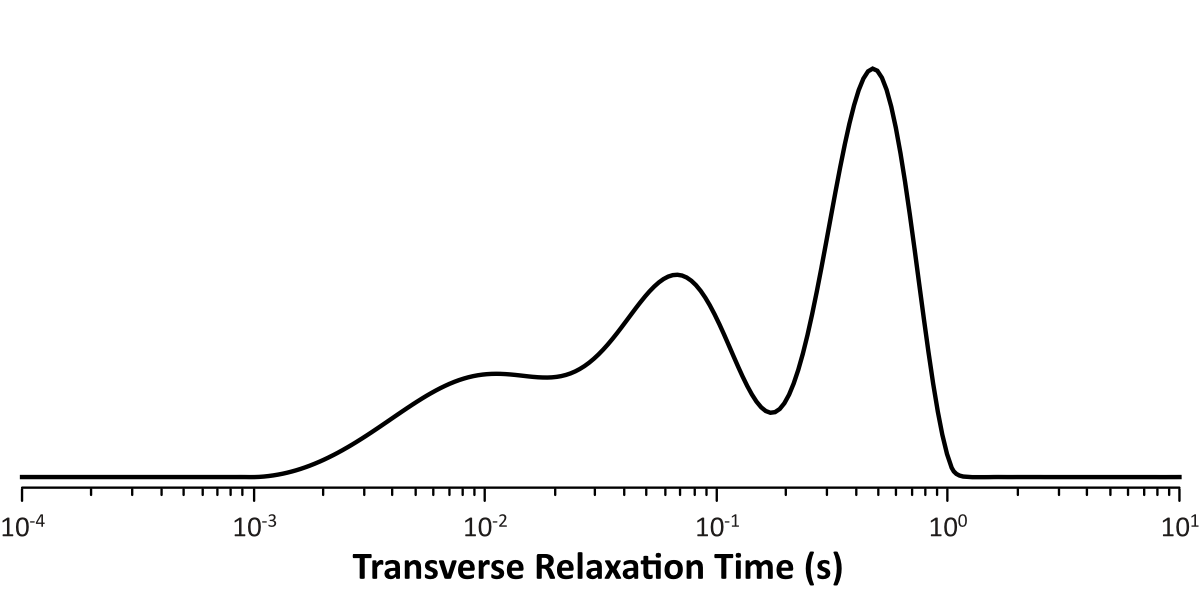 10⁻⁴ 10⁻³ 10⁻² 10⁻¹ 10⁰ 10¹
Transverse Relaxation Time (s)